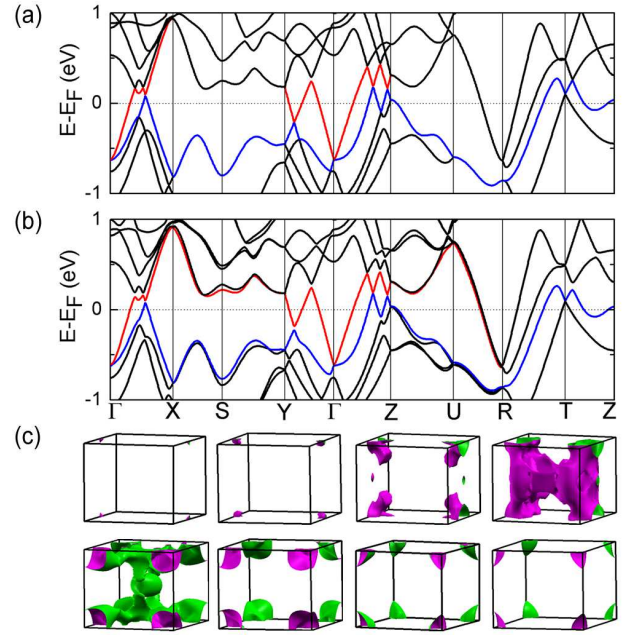 (a)
1
E-E_F (eV)
0
-1
(b)
1
E-E_F (eV)
0
-1
Γ X S Y Γ Z U R T Z
(c)